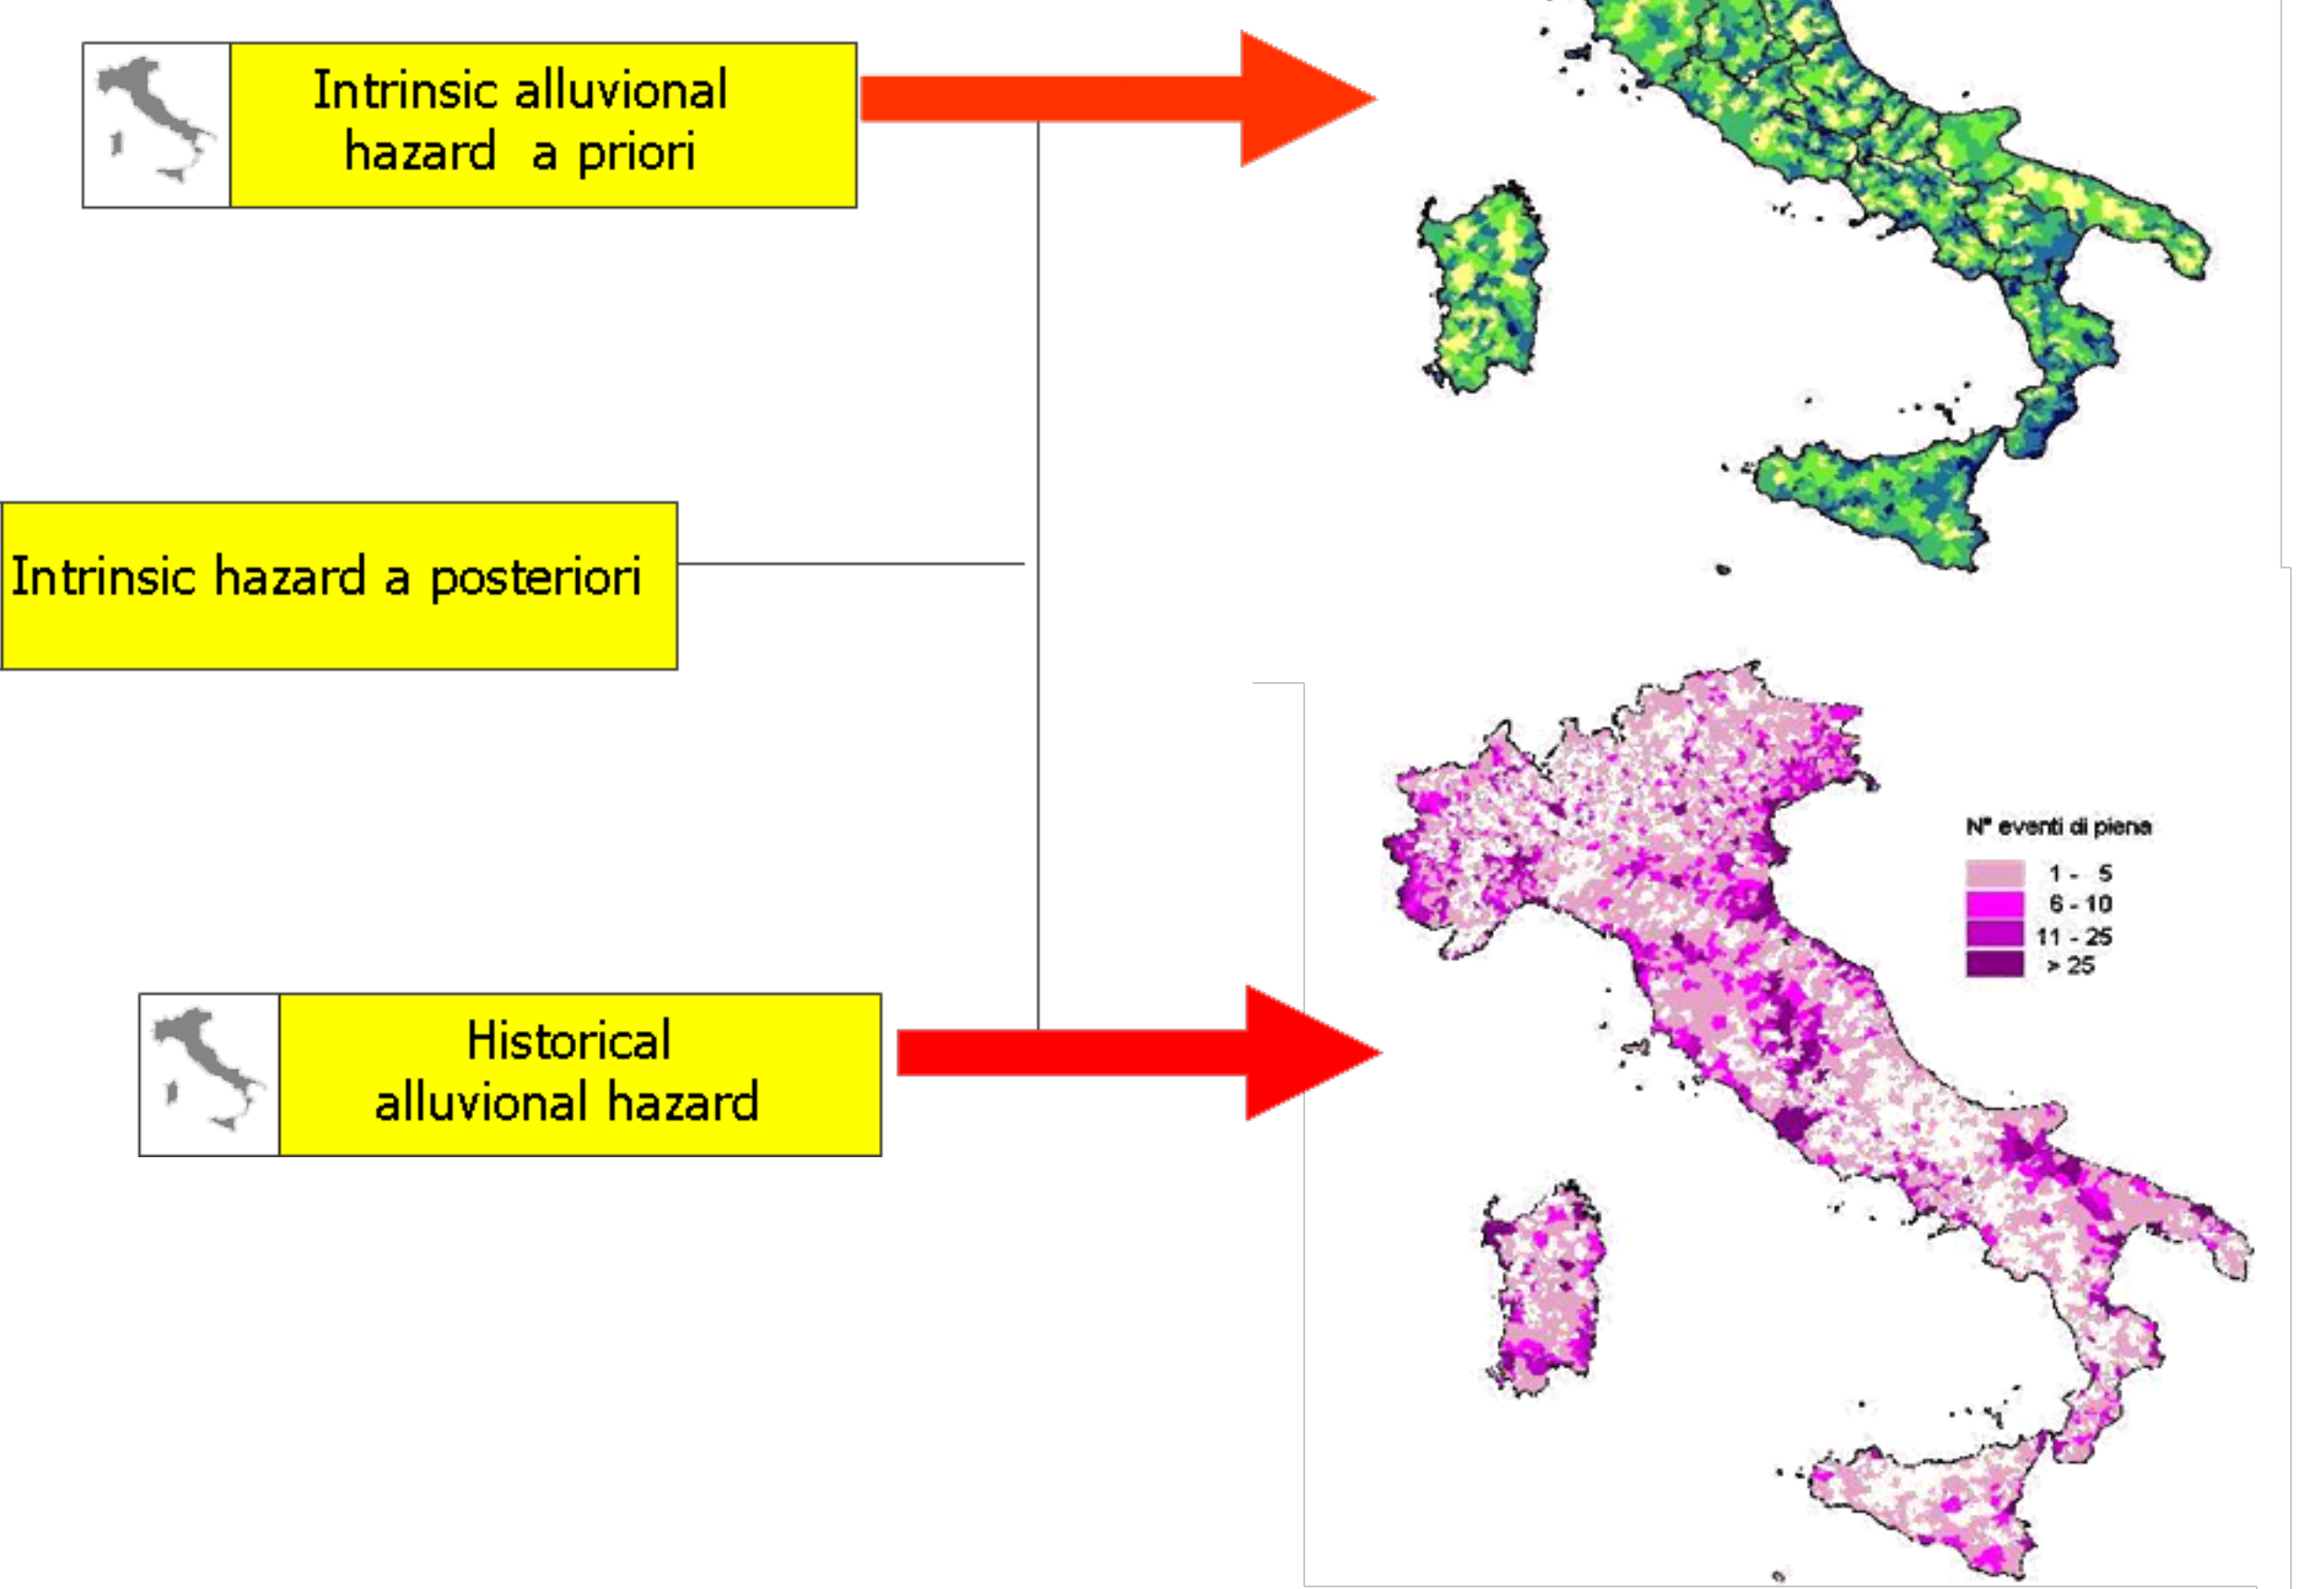 Intrinsic alluvional
hazard a priori
Intrinsic hazard a posteriori
N° eventi di piena
1 - 5
6 - 10
11 - 25
> 25
Historical
alluvional hazard